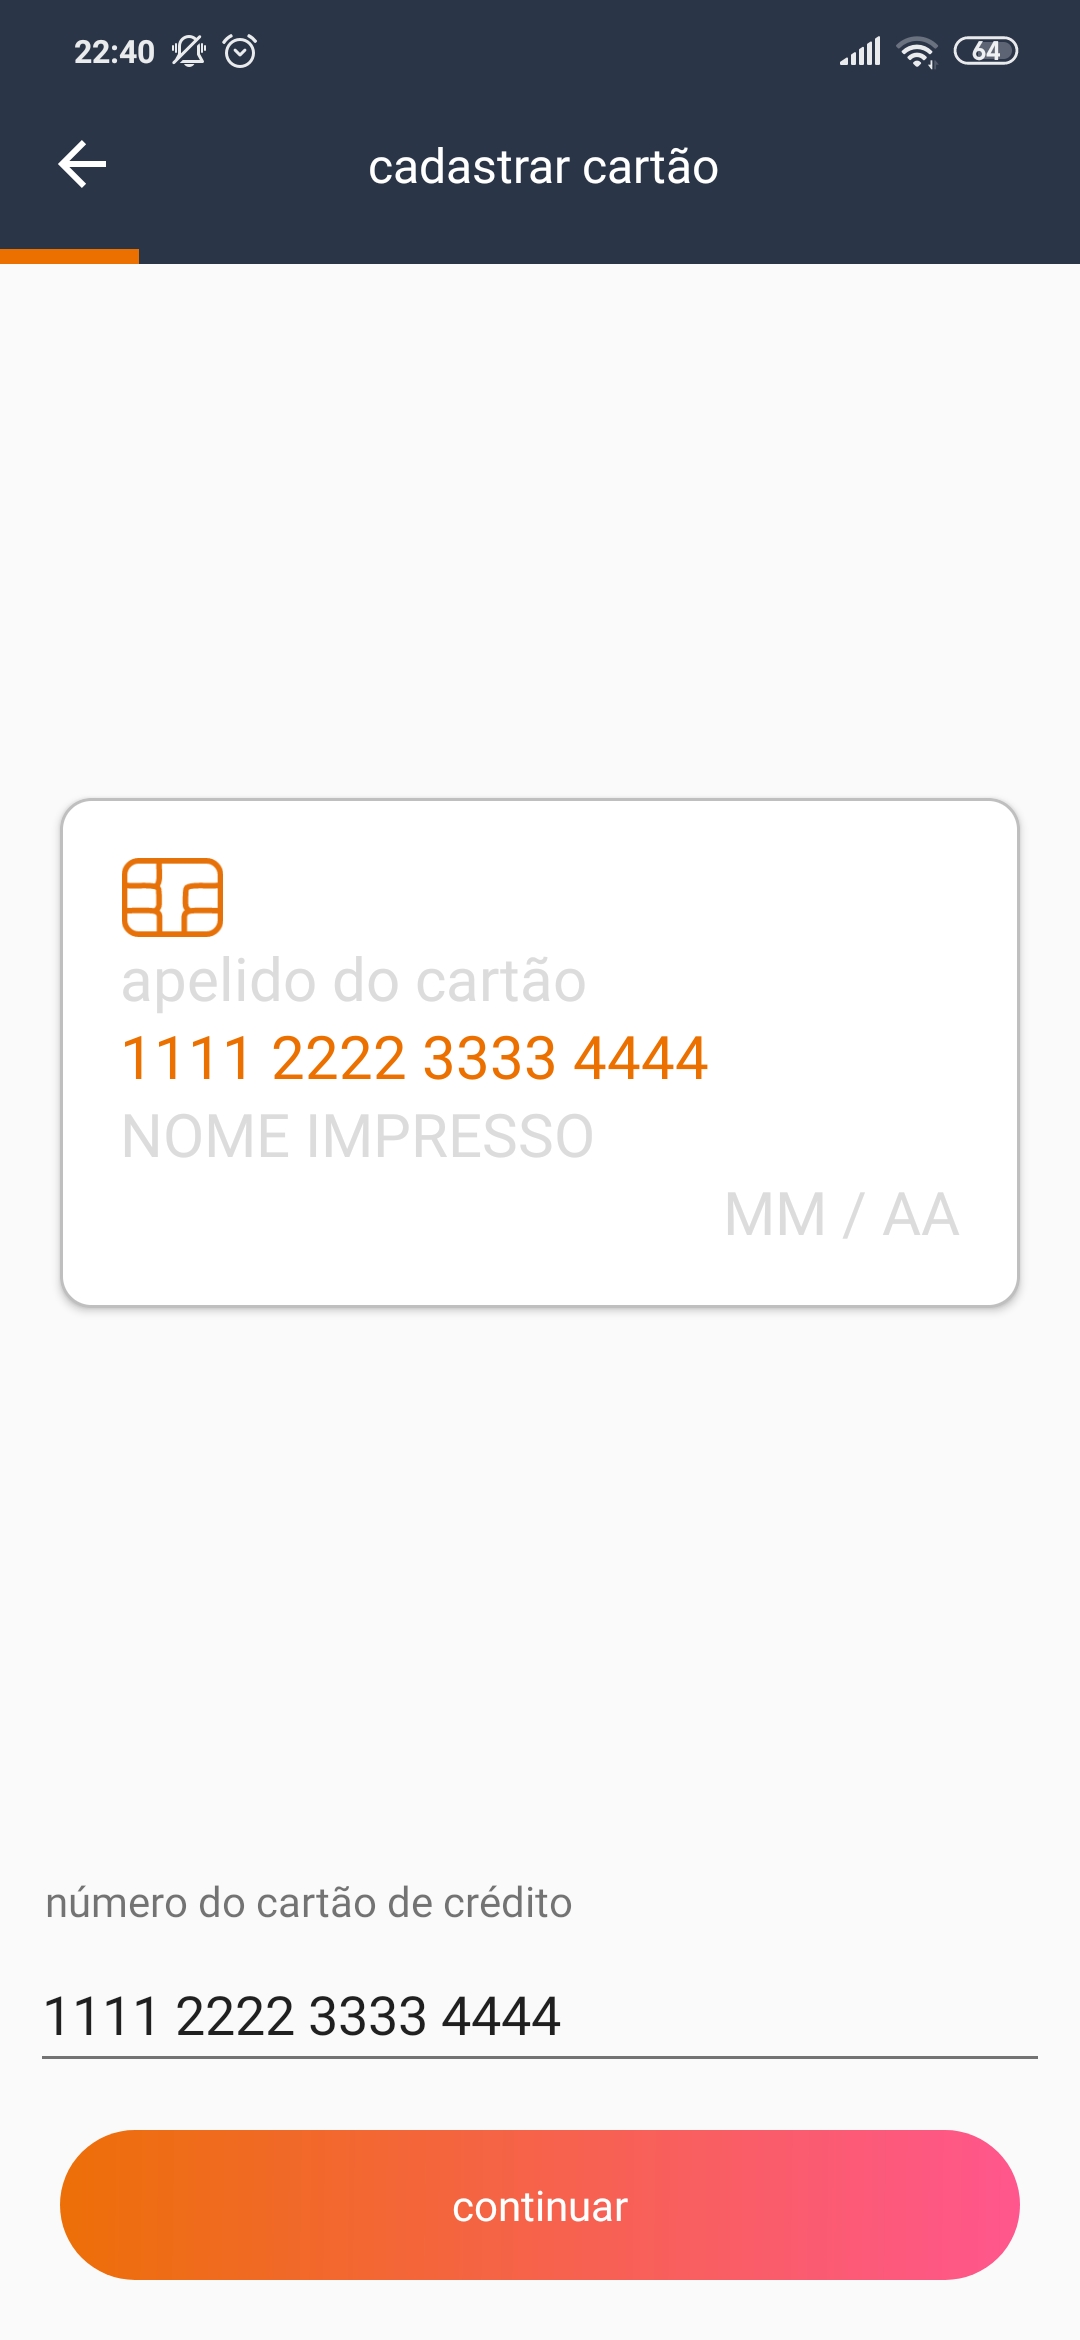 22:40
64
cadastrar cartão
apelido do cartão
1111 2222 3333 4444
NOME IMPRESSO
MM / AA
número do cartão de crédito
1111 2222 3333 4444
continuar